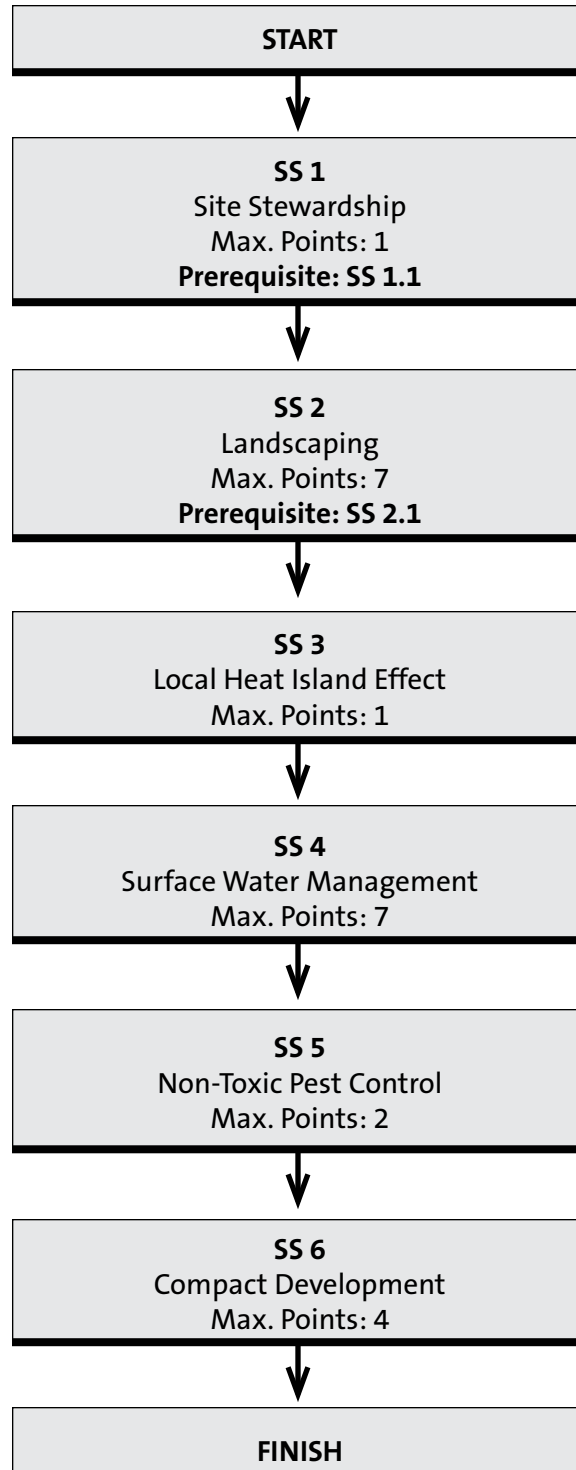 START
SS 1
Site Stewardship
Max. Points: 1
Prerequisite: SS 1.1
SS 2
Landscaping
Max. Points: 7
Prerequisite: SS 2.1
SS 3
Local Heat Island Effect
Max. Points: 1
SS 4
Surface Water Management
Max. Points: 7
SS 5
Non-Toxic Pest Control
Max. Points: 2
SS 6
Compact Development
Max. Points: 4
FINISH